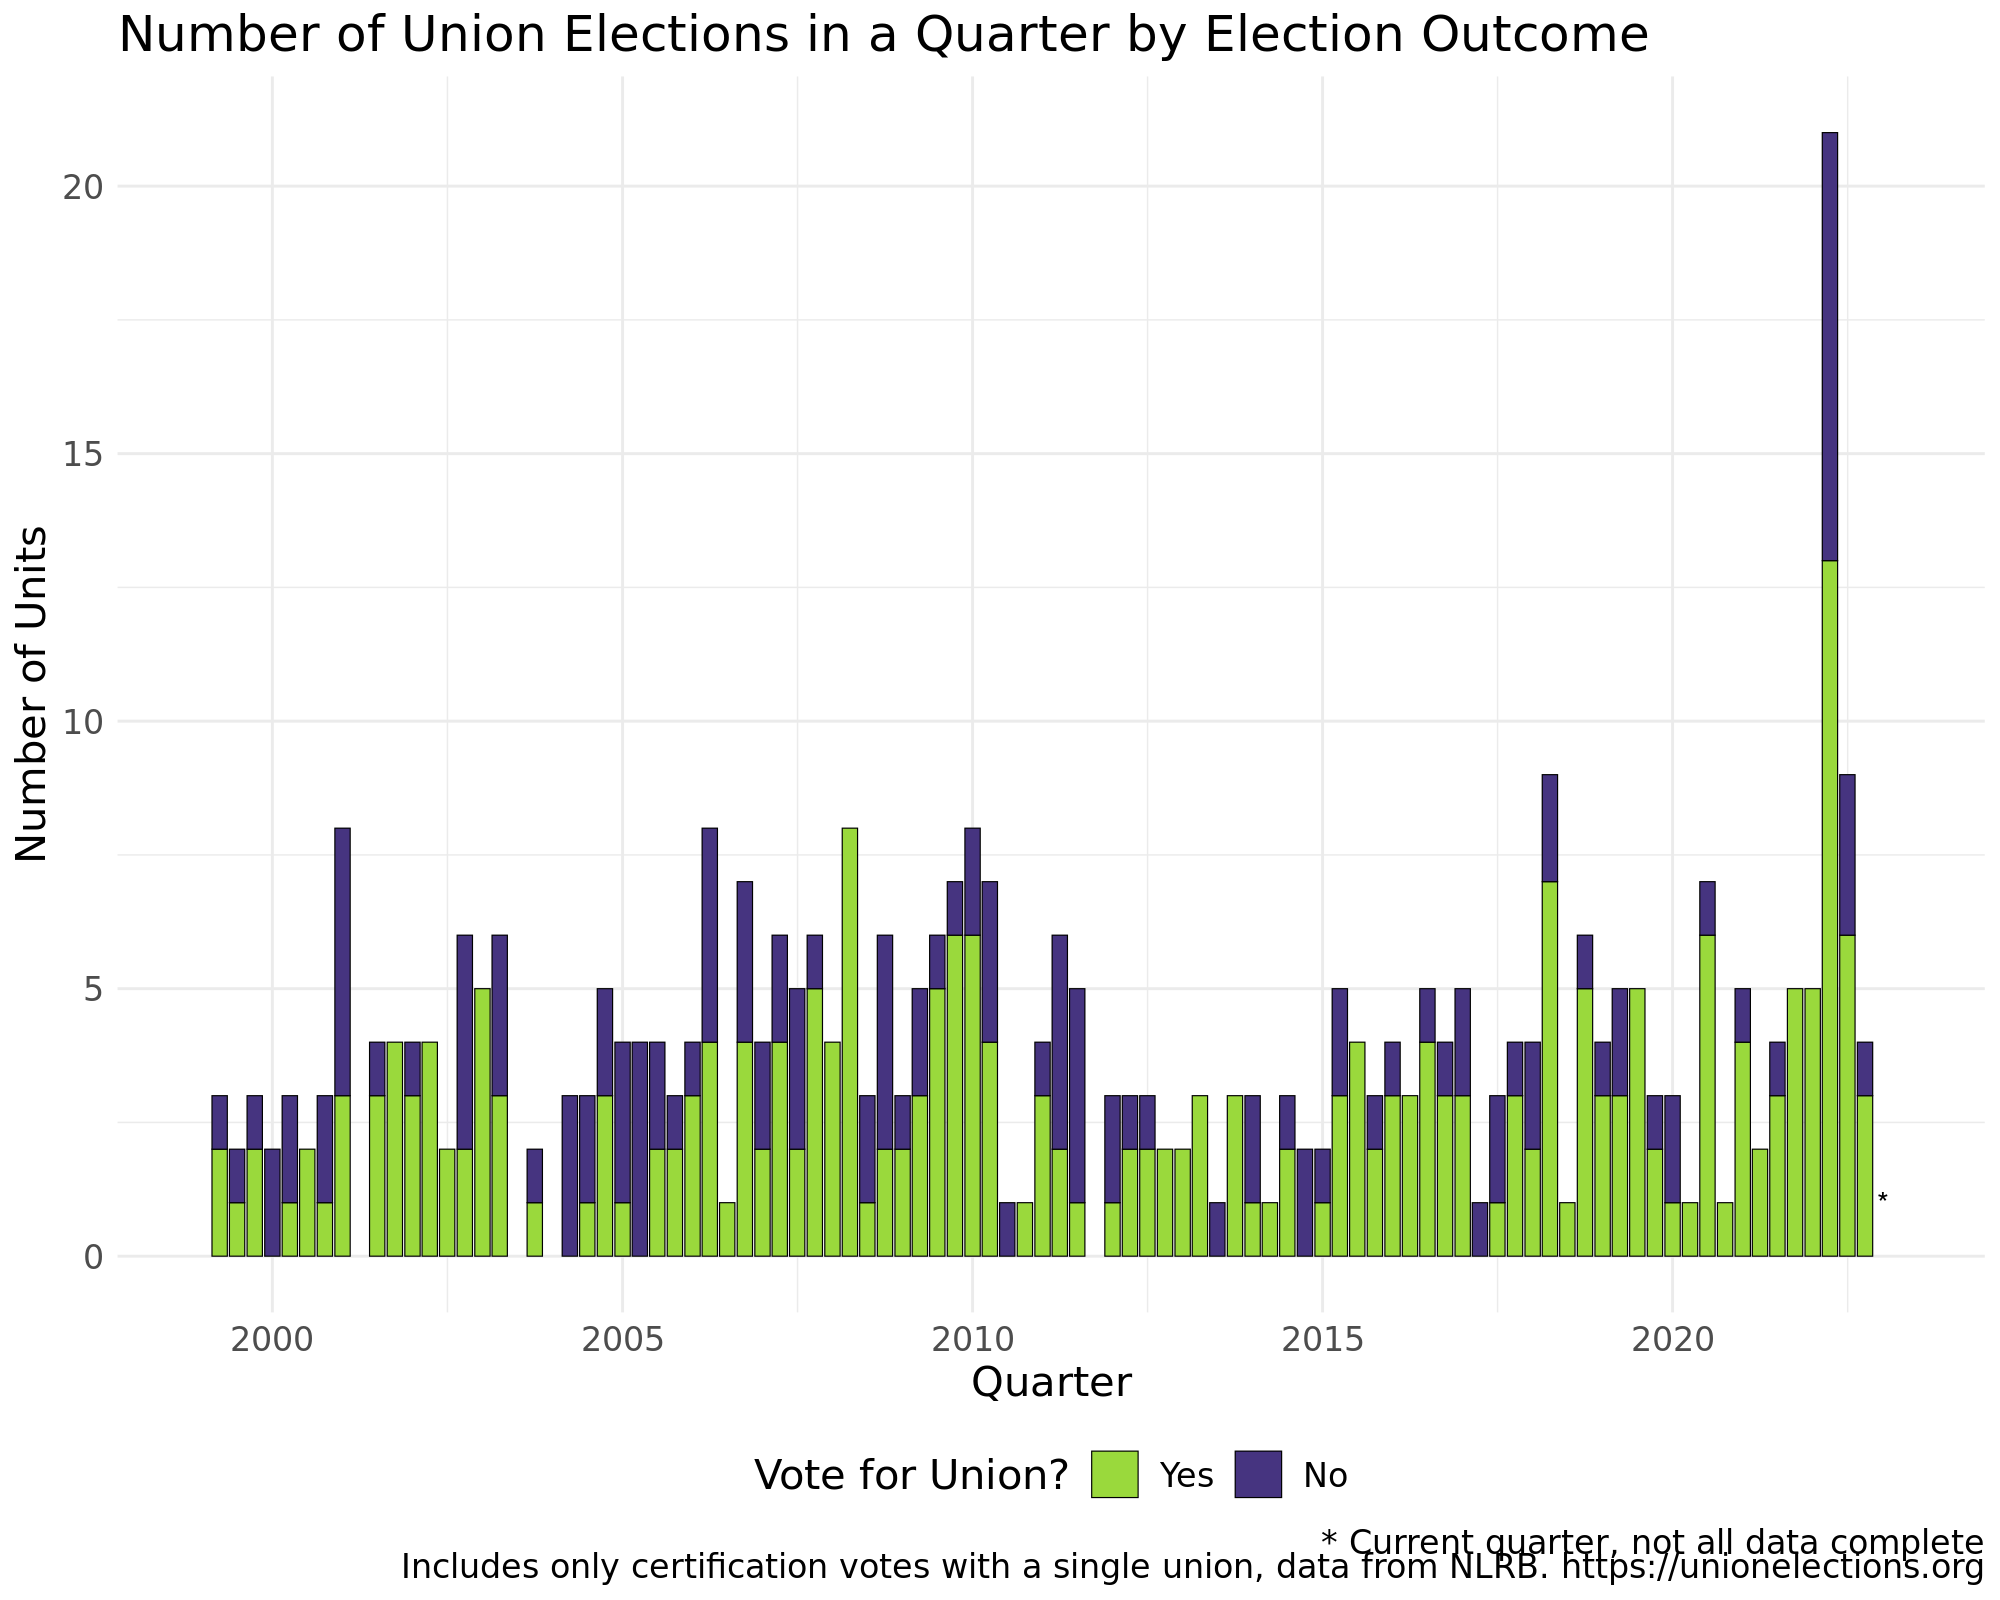 Number of Union Elections in a Quarter by Election Outcome
Number of Units
20
15
10
5
0
*
2000 2005 2010 2015 2020
Quarter
Vote for Union? Yes No
* Current quarter, not all data complete
Includes only certification votes with a single union, data from NLRB. https://unionelections.org